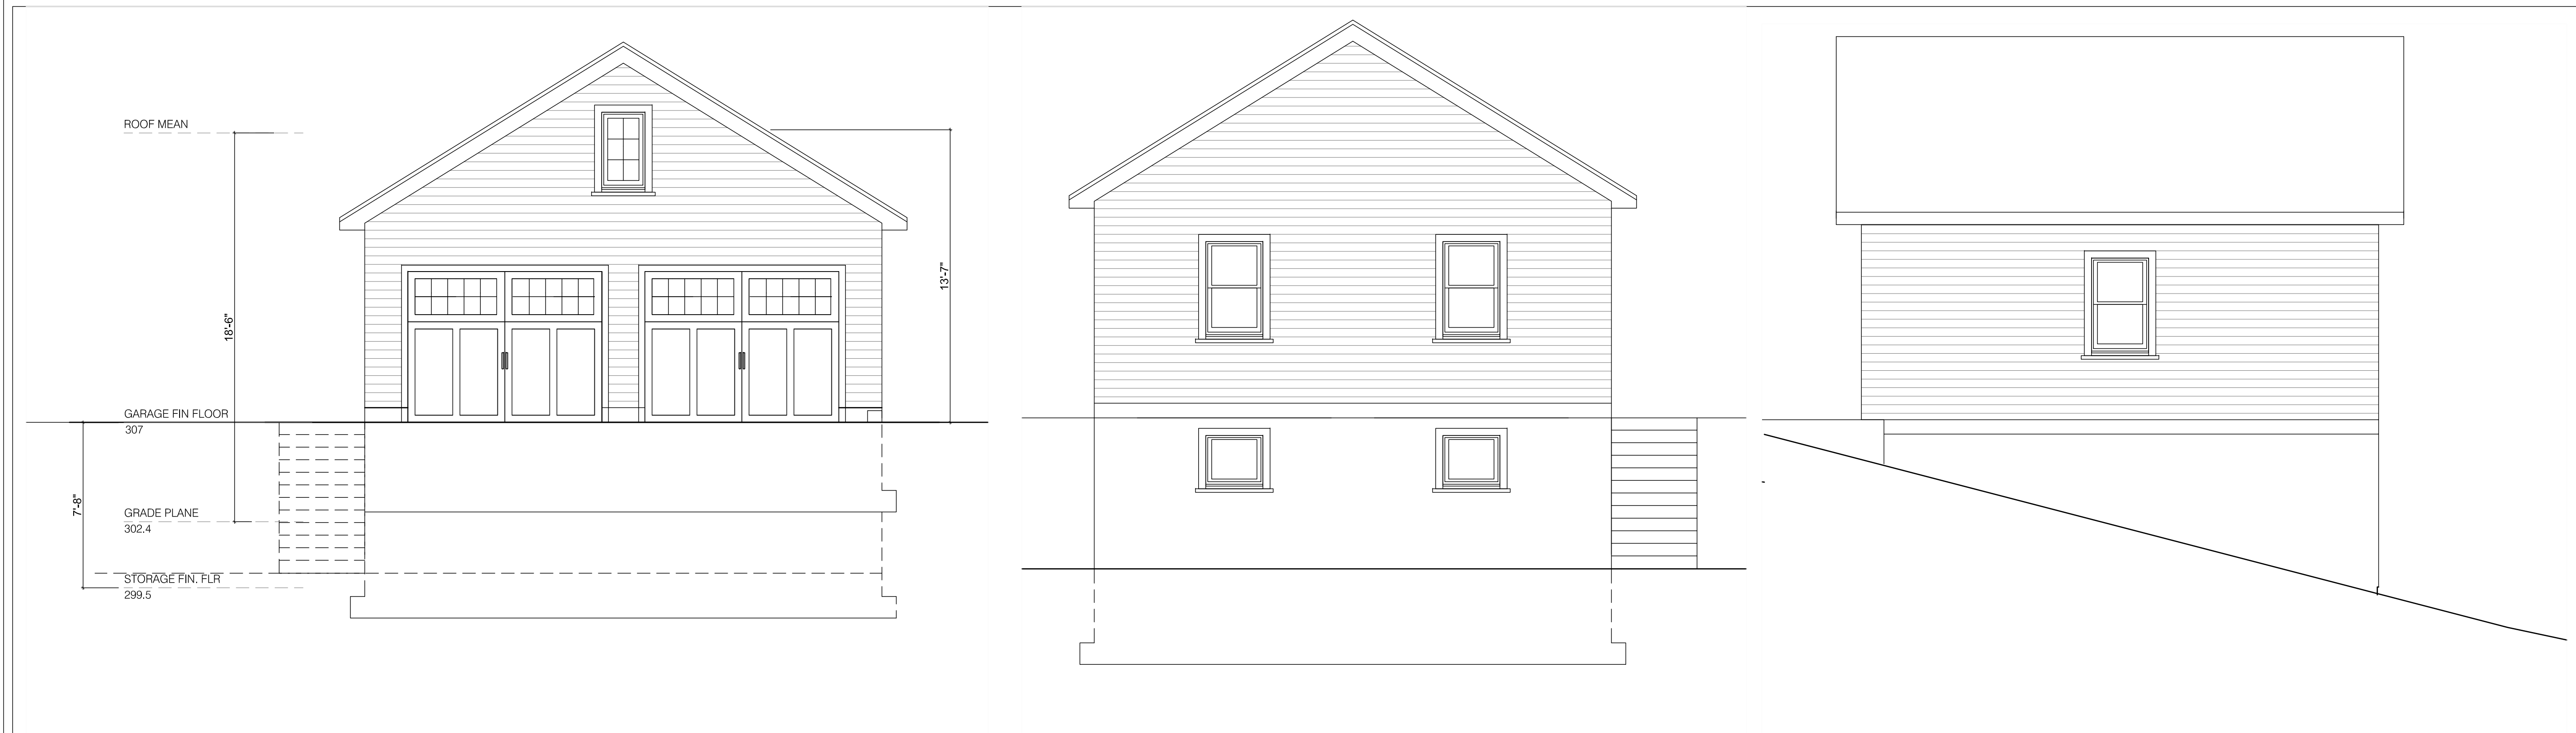 ROOF MEAN
18'-6"
13'-7"
GARAGE FIN FLOOR
307
7'-8"
GRADE PLANE
302.4
STORAGE FIN. FLR
299.5